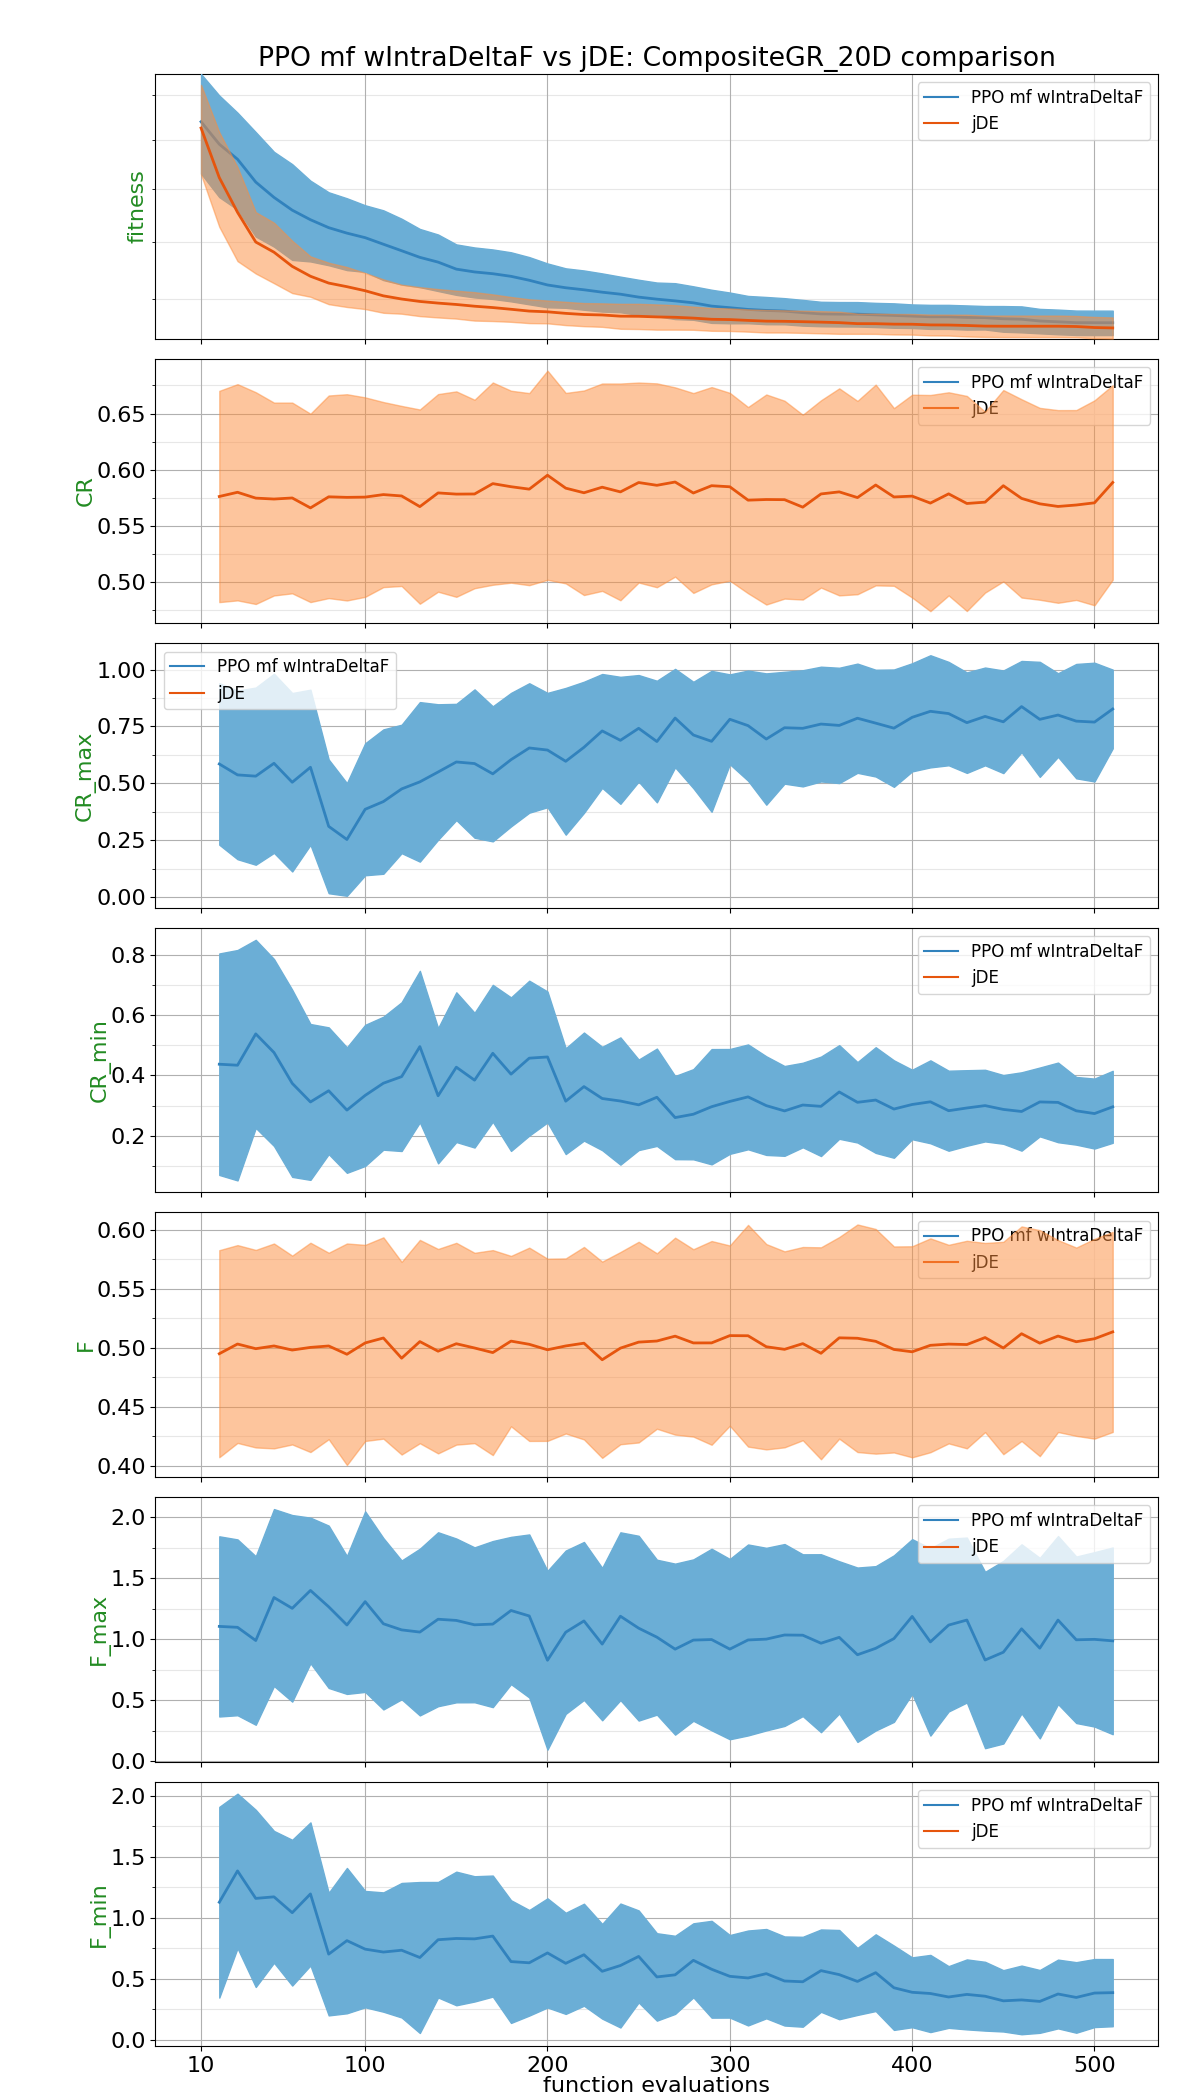 PPO mf wIntraDeltaF vs jDE: CompositeGR_20D comparison
fitness
PPO mf wIntraDeltaF
jDE
CR
0.65
0.60
0.55
0.50
PPO mf wIntraDeltaF
jDE
CR_max
1.00
0.75
0.50
0.25
0.00
PPO mf wIntraDeltaF
jDE
CR_min
0.8
0.6
0.4
0.2
PPO mf wIntraDeltaF
jDE
F
0.60
0.55
0.50
0.45
0.40
PPO mf wIntraDeltaF
jDE
F_max
2.0
1.5
1.0
0.5
0.0
PPO mf wIntraDeltaF
jDE
F_min
2.0
1.5
1.0
0.5
0.0
PPO mf wIntraDeltaF
jDE
10 100 200 300 400 500
function evaluations